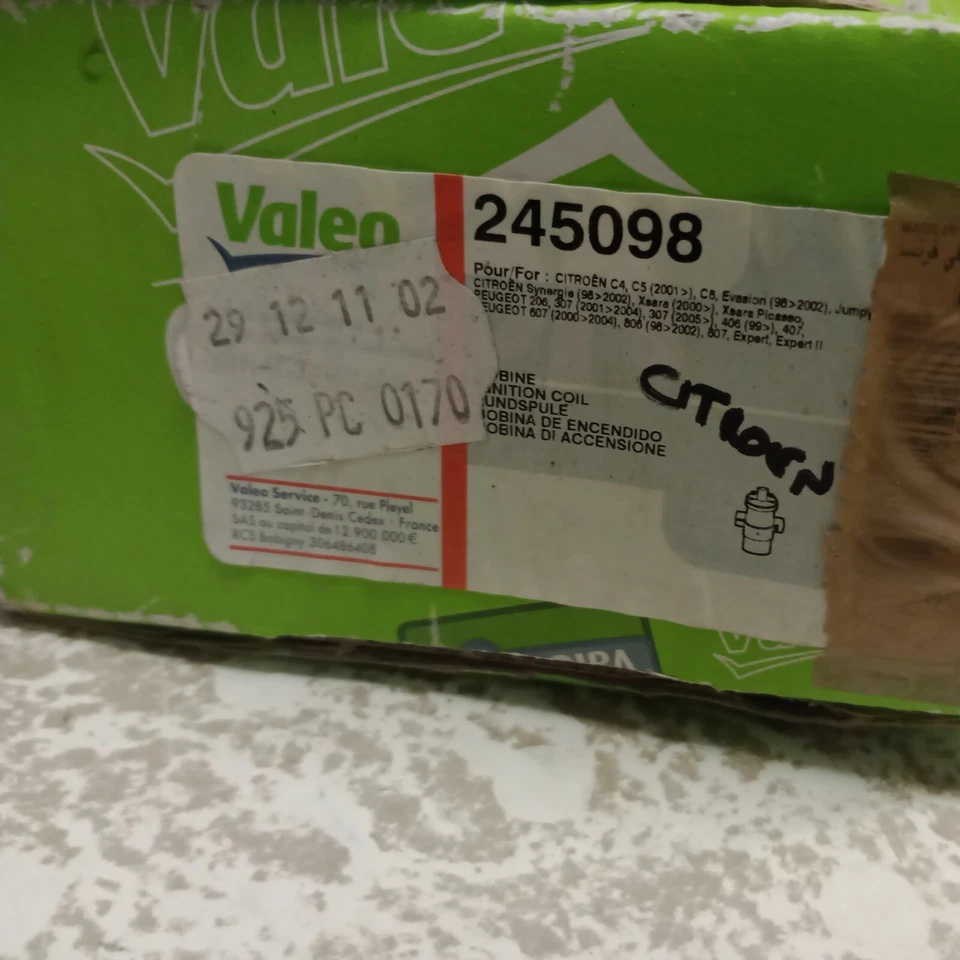 Valeo
Valeo
245098
Pour/For : CITROËN C4, C5 (2001>), C8, Evasion (98>2002), Jumpy
CITROËN Synergie (98>2002), Xsara (2000>), Xsara Picasso,
PEUGEOT 206, 307 (2001>2004), 307 (2005>), 406 (99>), 407,
EUGEOT 607 (2000>2004), 806 (98>2002), 807, Expert, Expert II
29 12 11 02
925 PC 0170
OBINE
NITION COIL
UNDSPULE
OBINA DE ENCENDIDO
OBINA DI ACCENSIONE
CITROEN
Valeo Service - 70, rue Pleyel
93285 Saint-Denis Cedex - France
SAS au capital de 12 900 000 €
RCS Bobigny 306486408